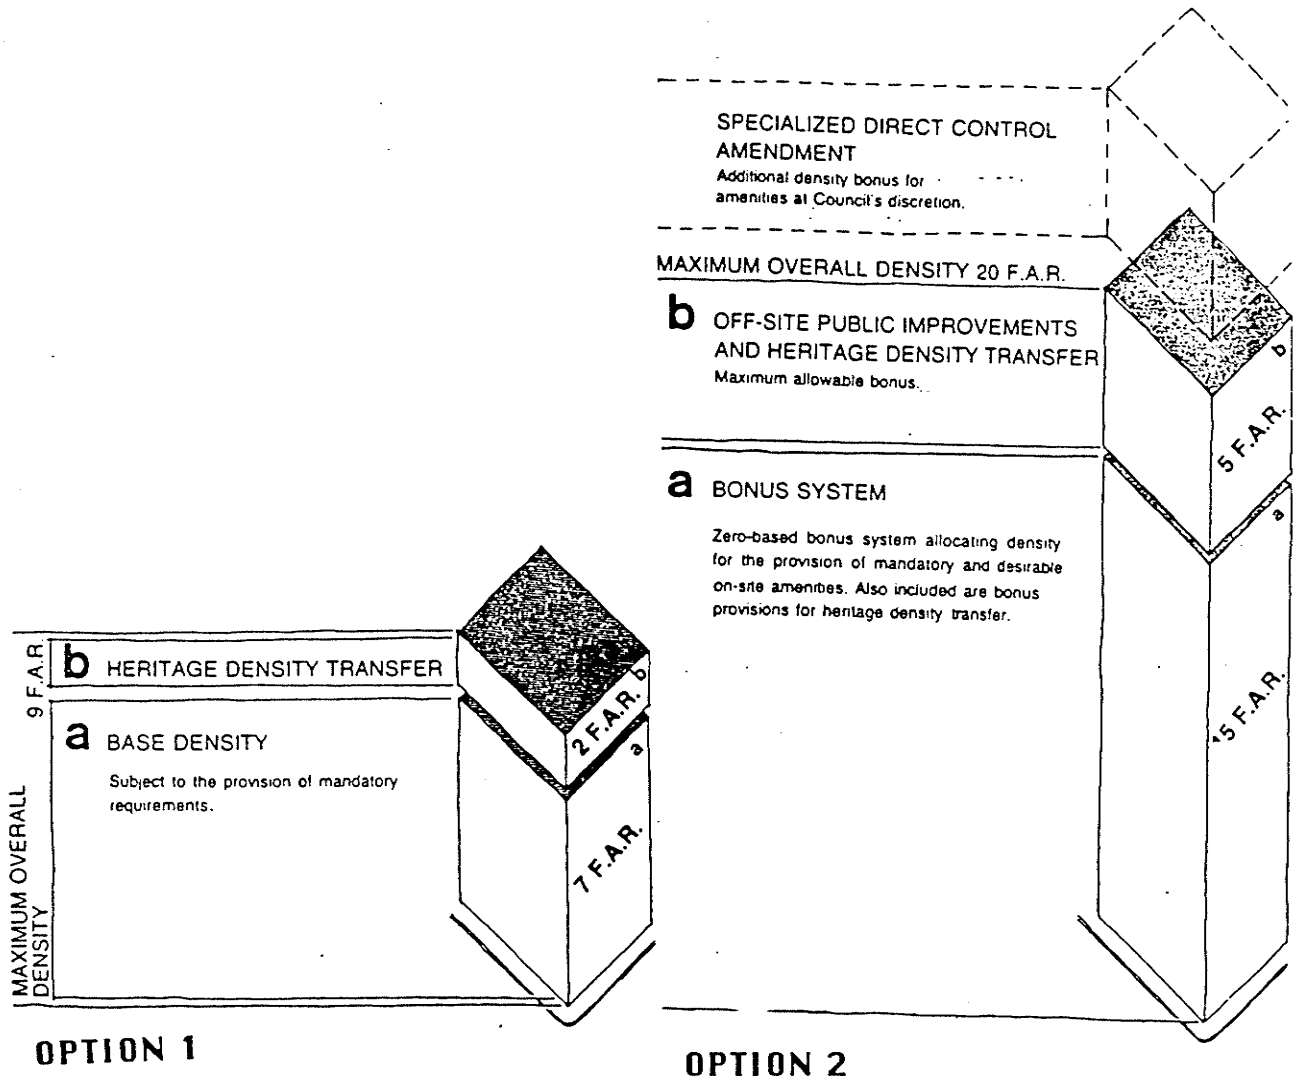 SPECIALIZED DIRECT CONTROL
AMENDMENT
Additional density bonus for
amenities at Council's discretion.
MAXIMUM OVERALL DENSITY 20 F.A.R.
b OFF-SITE PUBLIC IMPROVEMENTS
AND HERITAGE DENSITY TRANSFER
Maximum allowable bonus.
b
5 F.A.R.
a BONUS SYSTEM
Zero-based bonus system allocating density
for the provision of mandatory and desirable
on-site amenities. Also included are bonus
provisions for heritage density transfer.
a
15 F.A.R.
OPTION 2
MAXIMUM OVERALL
DENSITY
9 F.A.R
b HERITAGE DENSITY TRANSFER
b
2 F.A.R.
a BASE DENSITY
Subject to the provision of mandatory
requirements.
a
7 F.A.R.
OPTION 1